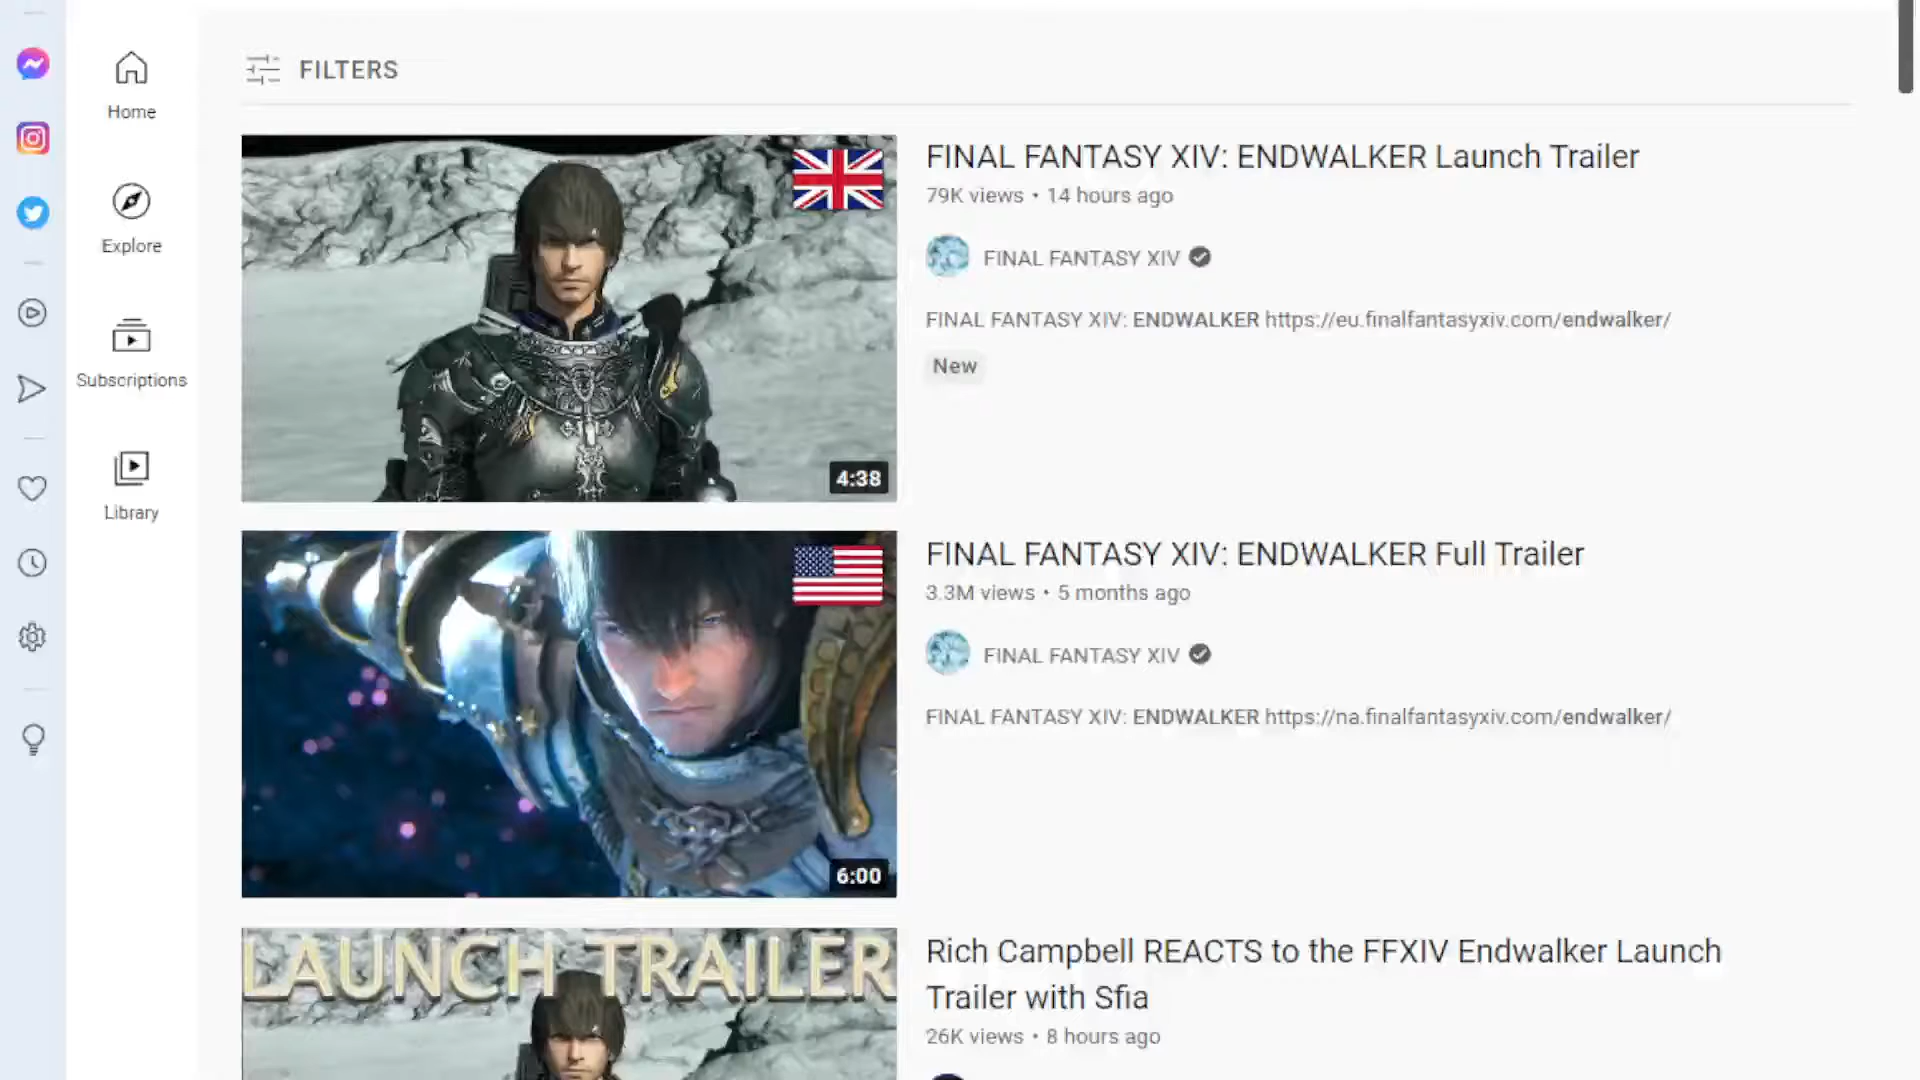 FILTERS
Home
Explore
Subscriptions
Library
4:38
FINAL FANTASY XIV: ENDWALKER Launch Trailer
79K views • 14 hours ago
FINAL FANTASY XIV
FINAL FANTASY XIV: ENDWALKER https://eu.finalfantasyxiv.com/endwalker/
New
6:00
FINAL FANTASY XIV: ENDWALKER Full Trailer
3.3M views • 5 months ago
FINAL FANTASY XIV
FINAL FANTASY XIV: ENDWALKER https://na.finalfantasyxiv.com/endwalker/
LAUNCH TRAILER
Rich Campbell REACTS to the FFXIV Endwalker Launch
Trailer with Sfia
26K views • 8 hours ago